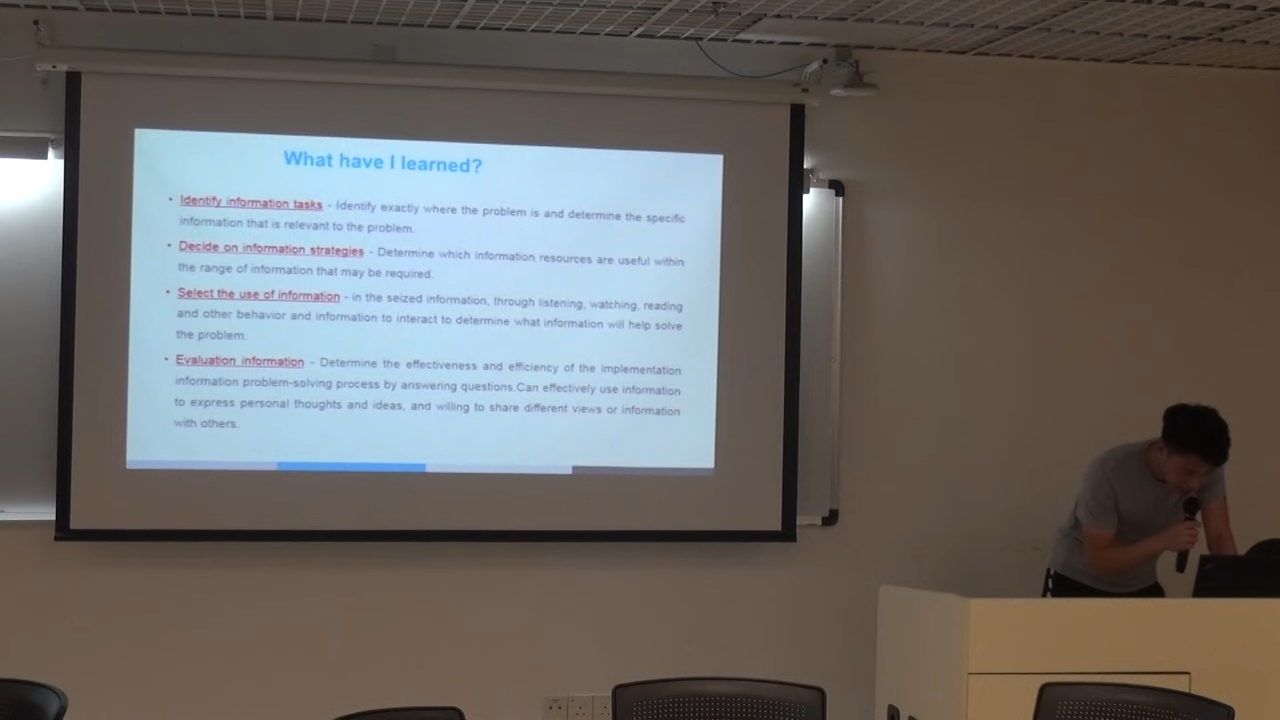 What have I learned?
• Identify information tasks - Identify exactly where the problem is and determine the specific
information that is relevant to the problem.
• Decide on information strategies - Determine which information resources are useful within
the range of information that may be required.
• Select the use of information - in the seized information, through listening, watching, reading
and other behavior and information to interact to determine what information will help solve
the problem.
• Evaluation information - Determine the effectiveness and efficiency of the implementation
information problem-solving process by answering questions.Can effectively use information
to express personal thoughts and ideas, and willing to share different views or information
with others.